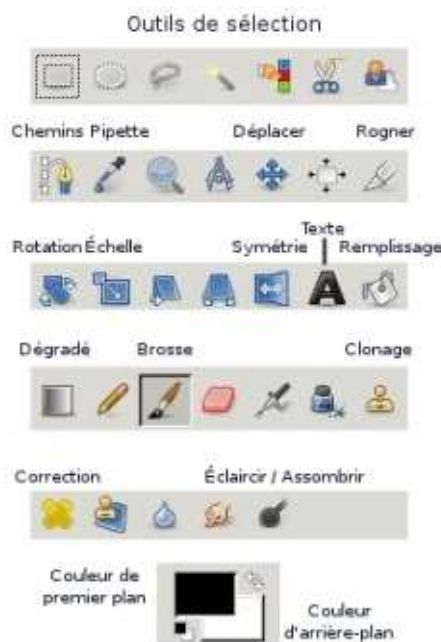 Outils de sélection
Chemins Pipette Déplacer Rogner
Texte
Rotation Échelle Symétrie Remplissage
Dégradé Brosse Clonage
Correction Éclaircir / Assombrir
Couleur de
premier plan
Couleur
d'arrière-plan